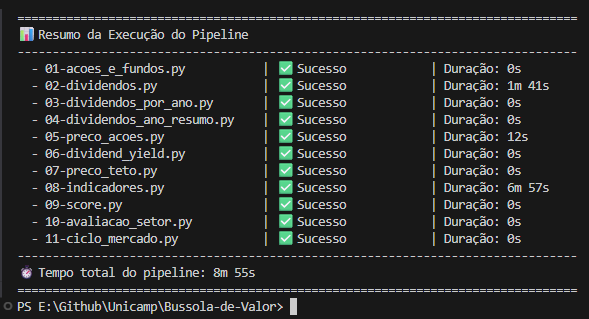 ================================================================================
📊 Resumo da Execução do Pipeline
--------------------------------------------------------------------------------
- 01-acoes_e_fundos.py | ✅ Sucesso | Duração: 0s
- 02-dividendos.py | ✅ Sucesso | Duração: 1m 41s
- 03-dividendos_por_ano.py | ✅ Sucesso | Duração: 0s
- 04-dividendos_ano_resumo.py | ✅ Sucesso | Duração: 0s
- 05-preco_acoes.py | ✅ Sucesso | Duração: 12s
- 06-dividend_yield.py | ✅ Sucesso | Duração: 0s
- 07-preco_teto.py | ✅ Sucesso | Duração: 0s
- 08-indicadores.py | ✅ Sucesso | Duração: 6m 57s
- 09-score.py | ✅ Sucesso | Duração: 0s
- 10-avaliacao_setor.py | ✅ Sucesso | Duração: 0s
- 11-ciclo_mercado.py | ✅ Sucesso | Duração: 0s
--------------------------------------------------------------------------------
⏰ Tempo total do pipeline: 8m 55s
================================================================================
PS E:\Github\Unicamp\Bussola-de-Valor>